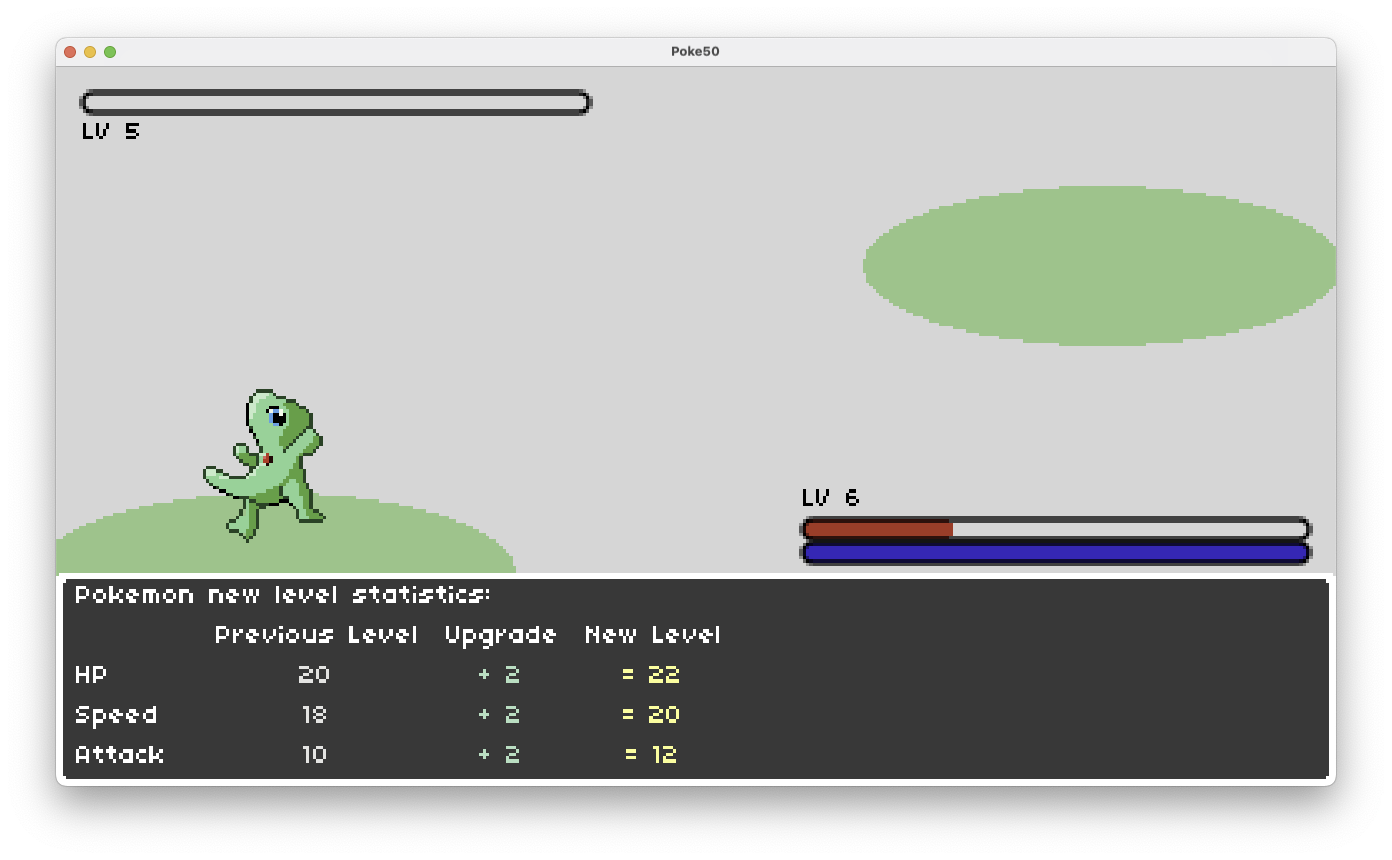 Poke50
LV 5
LV 6
Pokemon new level statistics:
Previous Level Upgrade New Level
HP 20 + 2 = 22
Speed 18 + 2 = 20
Attack 10 + 2 = 12